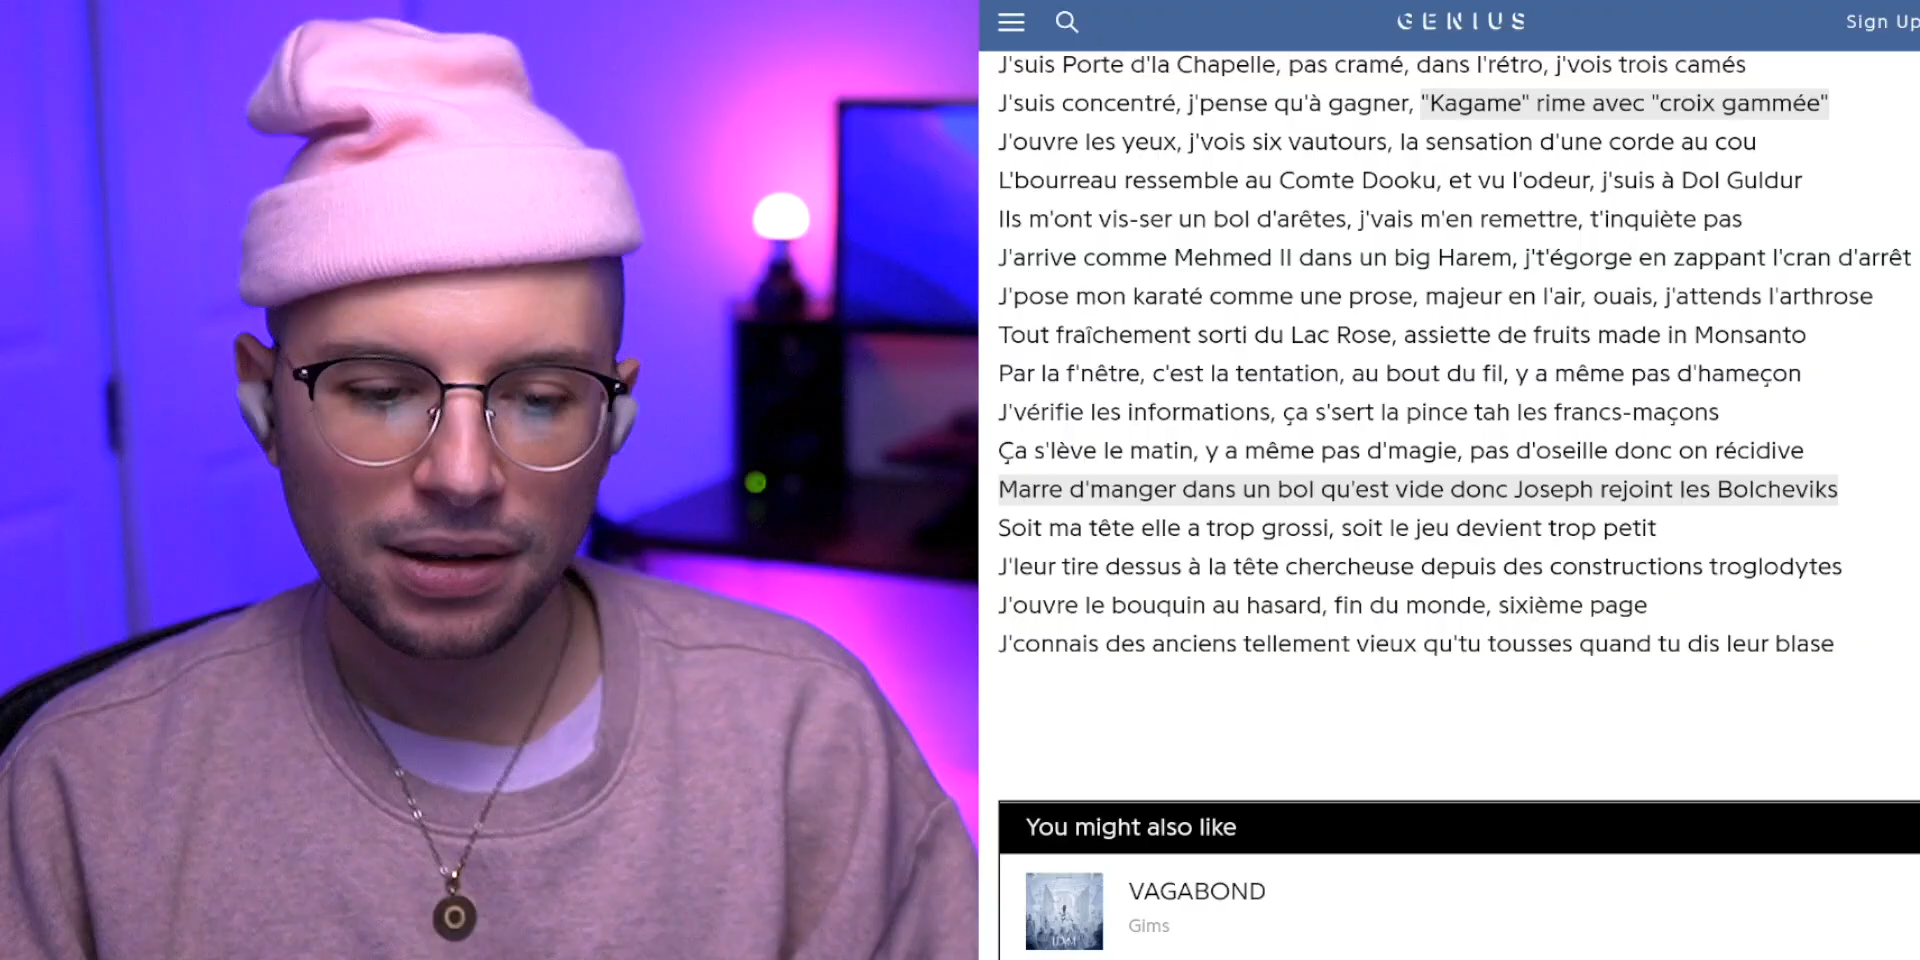 GENIUS
Sign Up
J'suis Porte d'la Chapelle, pas cramé, dans l'rétro, j'vois trois camés
J'suis concentré, j'pense qu'à gagner, "Kagame" rime avec "croix gammée"
J'ouvre les yeux, j'vois six vautours, la sensation d'une corde au cou
L'bourreau ressemble au Comte Dooku, et vu l'odeur, j'suis à Dol Guldur
Ils m'ont vis-ser un bol d'arêtes, j'vais m'en remettre, t'inquiète pas
J'arrive comme Mehmed II dans un big Harem, j't'égorge en zappant l'cran d'arrêt
J'pose mon karaté comme une prose, majeur en l'air, ouais, j'attends l'arthrose
Tout fraîchement sorti du Lac Rose, assiette de fruits made in Monsanto
Par la f'nêtre, c'est la tentation, au bout du fil, y a même pas d'hameçon
J'vérifie les informations, ça s'sert la pince tah les francs-maçons
Ça s'lève le matin, y a même pas d'magie, pas d'oseille donc on récidive
Marre d'manger dans un bol qu'est vide donc Joseph rejoint les Bolcheviks
Soit ma tête elle a trop grossi, soit le jeu devient trop petit
J'leur tire dessus à la tête chercheuse depuis des constructions troglodytes
J'ouvre le bouquin au hasard, fin du monde, sixième page
J'connais des anciens tellement vieux qu'tu tousses quand tu dis leur blase
You might also like
VAGABOND
Gims